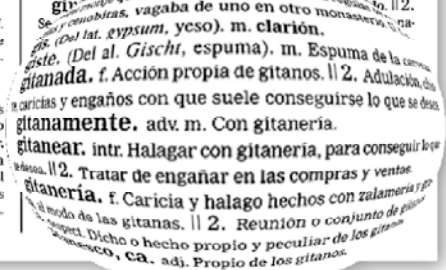 gir
Se cenobitas, vagaba de uno en otro monasterio
gis. (Del lat. gypsum, yeso). m. clarión.
giste. (Del al. Gischt, espuma). m. Espuma de la cerveza
gitanada. f. Acción propia de gitanos. || 2. Adulación,
caricias y engaños con que suele conseguirse lo que se desea
gitanamente. adv. m. Con gitanería.
gitanear. intr. Halagar con gitanería, para conseguir lo que
se desea. || 2. Tratar de engañar en las compras y ventas
gitanería. f. Caricia y halago hechos con zalamería y
al modo de las gitanas. || 2. Reunión o conjunto de gitanos
despect. Dicho o hecho propio y peculiar de los gitanos
ca. adj. Propio de los gitanos.